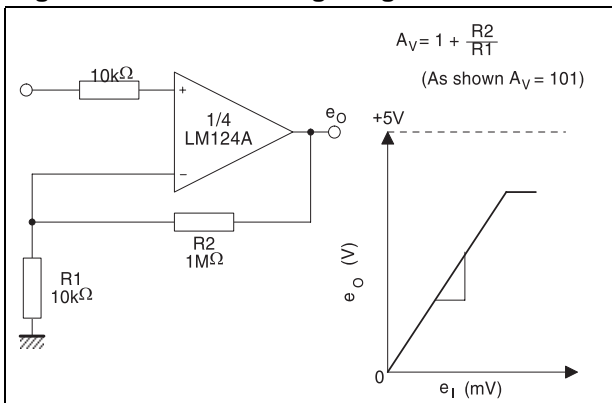 A_V = 1 + R2/R1
(As shown A_V = 101)
10kΩ
+
1/4
LM124A
–
e_O
R2
1MΩ
R1
10kΩ
+5V
e_O (V)
0
e_I (mV)